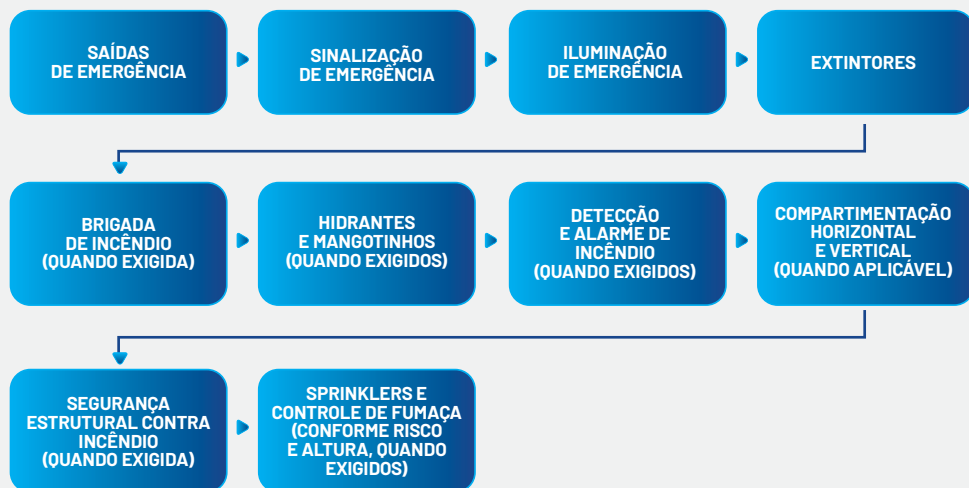 SAÍDAS
DE EMERGÊNCIA
SINALIZAÇÃO
DE EMERGÊNCIA
ILUMINAÇÃO
DE EMERGÊNCIA
EXTINTORES
BRIGADA
DE INCÊNDIO
(QUANDO EXIGIDA)
HIDRANTES
E MANGOTINHOS
(QUANDO EXIGIDOS)
DETECÇÃO
E ALARME DE
INCÊNDIO
(QUANDO EXIGIDOS)
COMPARTIMENTAÇÃO
HORIZONTAL
E VERTICAL
(QUANDO APLICÁVEL)
SEGURANÇA
ESTRUTURAL CONTRA
INCÊNDIO
(QUANDO EXIGIDA)
SPRINKLERS E
CONTROLE DE FUMAÇA
(CONFORME RISCO
E ALTURA, QUANDO
EXIGIDOS)